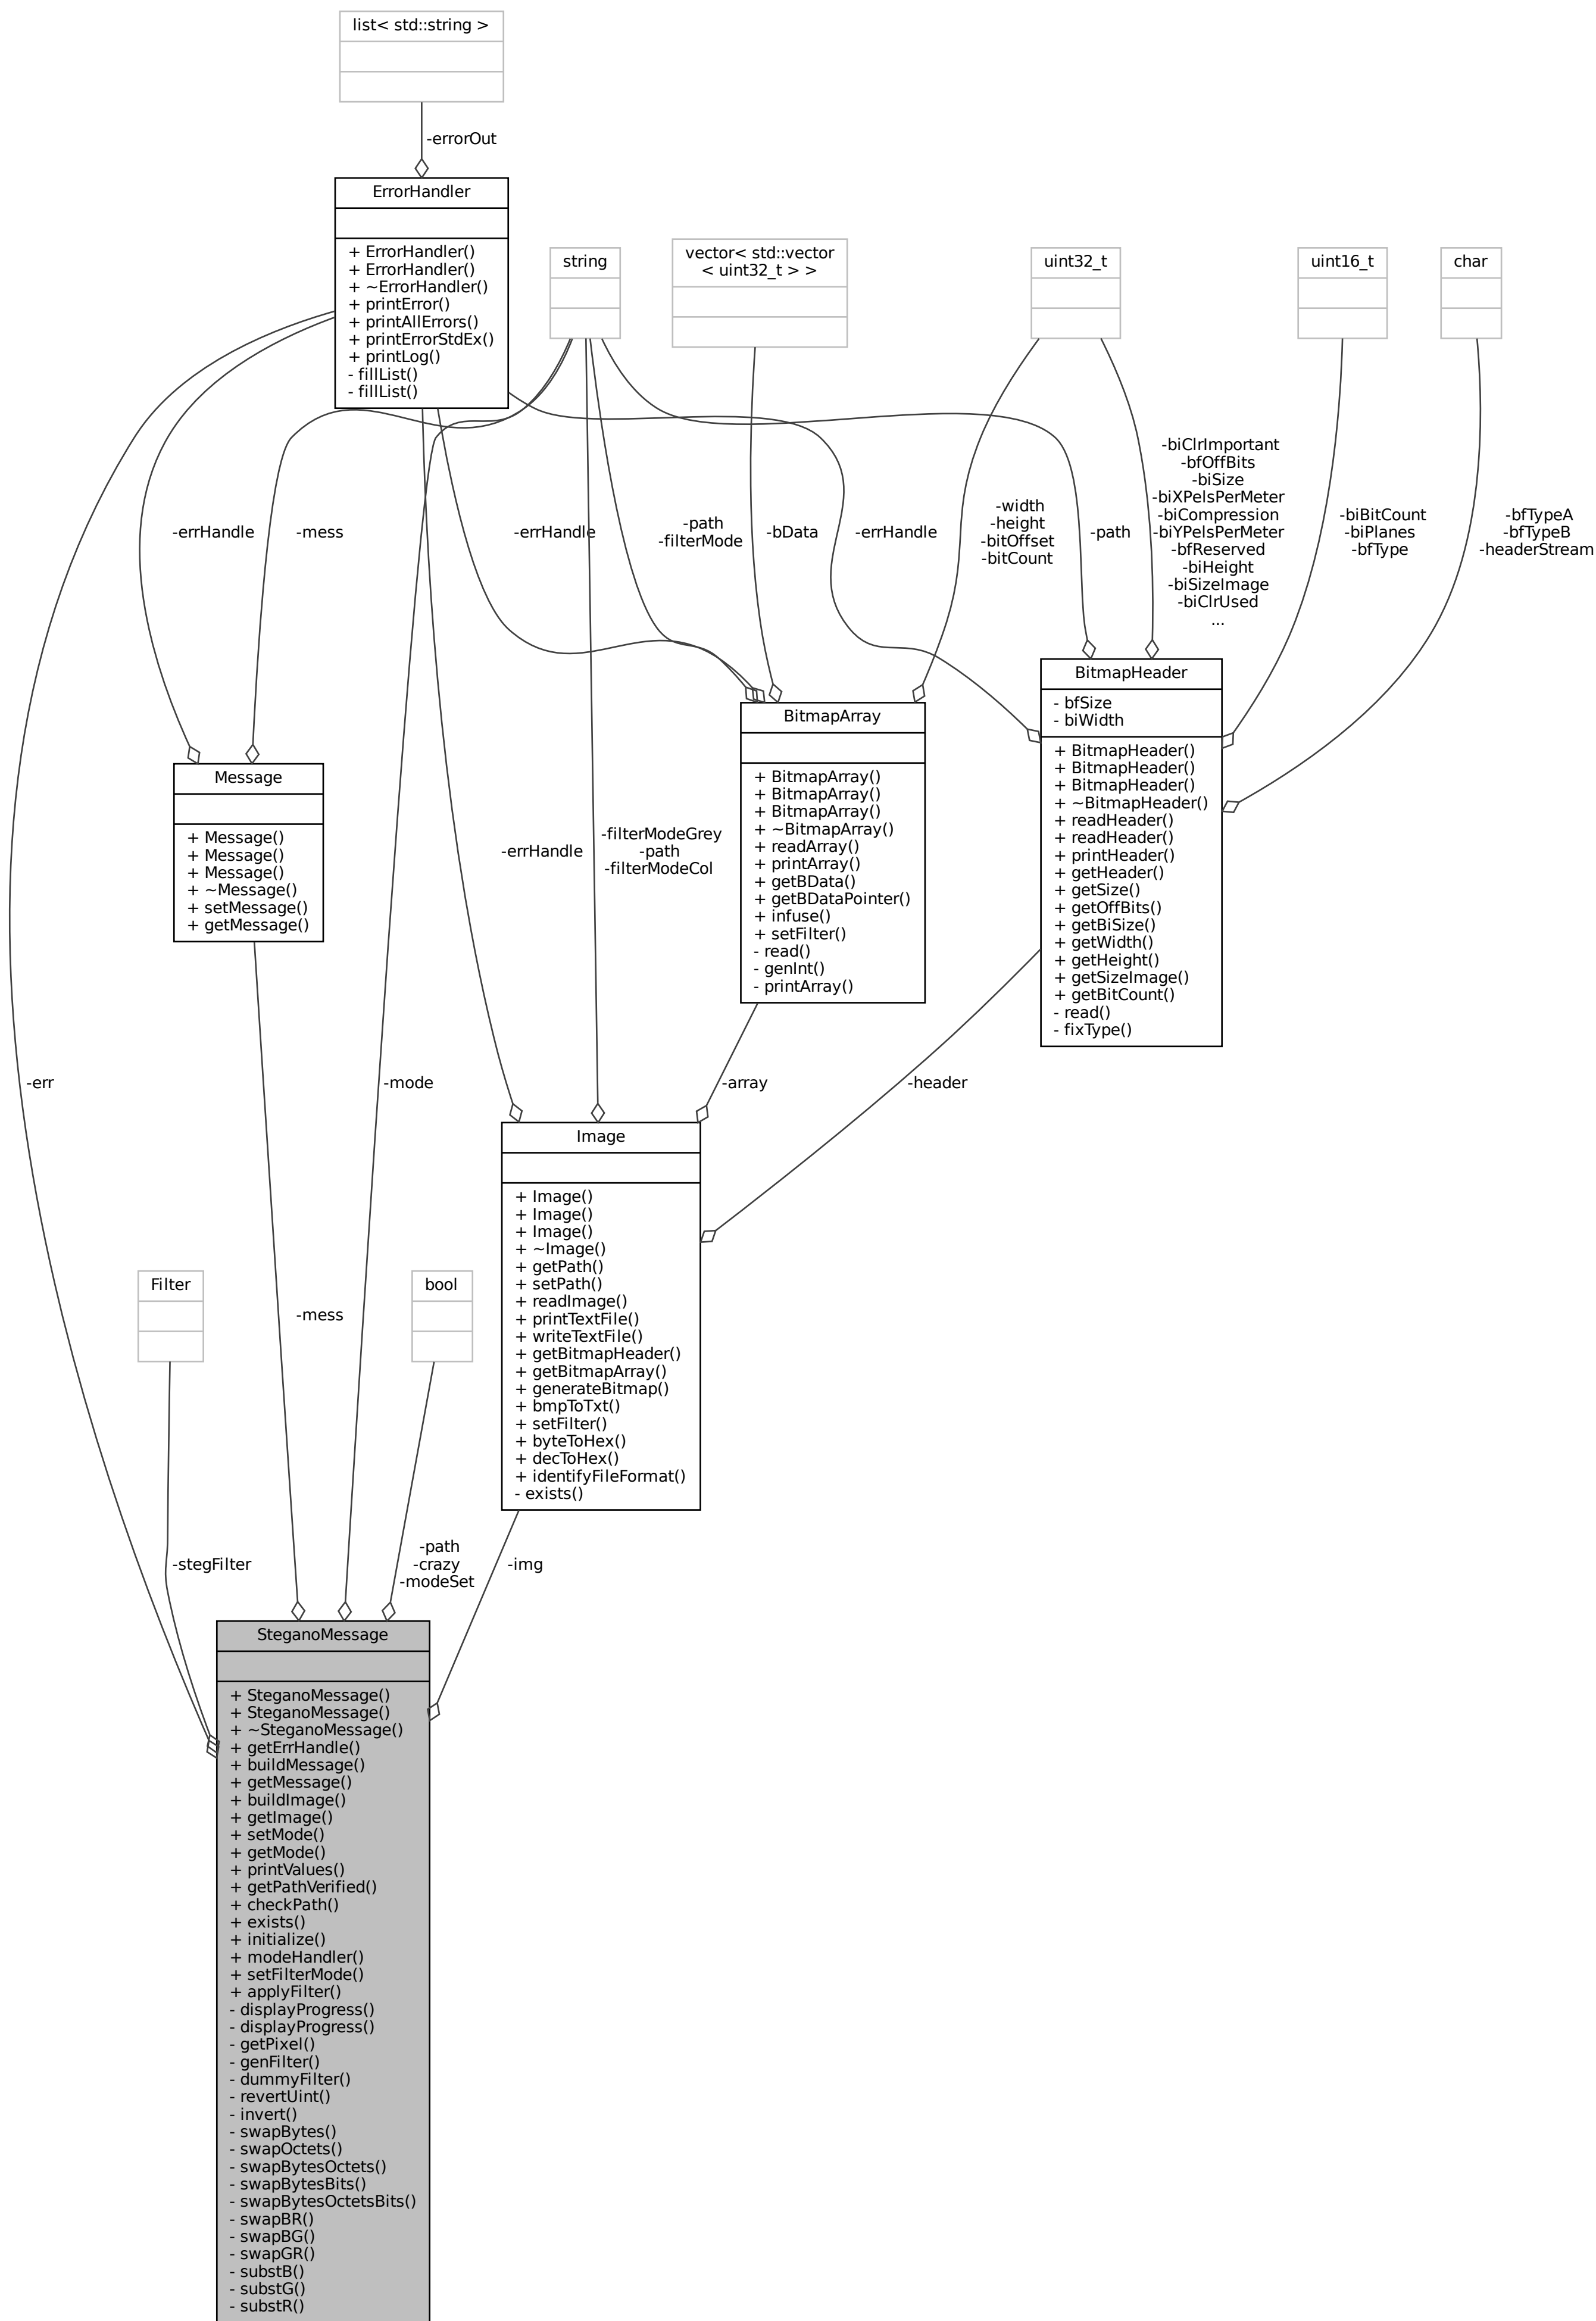 list< std::string >
-errorOut
ErrorHandler
+ ErrorHandler()
+ ErrorHandler()
+ ~ErrorHandler()
+ printError()
+ printAllErrors()
+ printErrorStdEx()
+ printLog()
- fillList()
- fillList()
string
vector< std::vector
< uint32_t > >
uint32_t
uint16_t
char
-errHandle
-mess
-errHandle
-path
-filterMode
-bData
-errHandle
-width
-height
-bitOffset
-bitCount
-path
-biClrImportant
-bfOffBits
-biSize
-biXPelsPerMeter
-biCompression
-biYPelsPerMeter
-bfReserved
-biHeight
-biSizeImage
-biClrUsed
...
-biBitCount
-biPlanes
-bfType
-bfTypeA
-bfTypeB
-headerStream
Message
+ Message()
+ Message()
+ Message()
+ ~Message()
+ setMessage()
+ getMessage()
-errHandle
-filterModeGrey
-path
-filterModeCol
BitmapArray
+ BitmapArray()
+ BitmapArray()
+ BitmapArray()
+ ~BitmapArray()
+ readArray()
+ printArray()
+ getBData()
+ getBDataPointer()
+ infuse()
+ setFilter()
- read()
- genInt()
- printArray()
BitmapHeader
- bfSize
- biWidth
+ BitmapHeader()
+ BitmapHeader()
+ BitmapHeader()
+ ~BitmapHeader()
+ readHeader()
+ readHeader()
+ printHeader()
+ getHeader()
+ getSize()
+ getOffBits()
+ getBiSize()
+ getWidth()
+ getHeight()
+ getSizeImage()
+ getBitCount()
- read()
- fixType()
-err
-mode
-array
-header
Image
+ Image()
+ Image()
+ Image()
+ ~Image()
+ getPath()
+ setPath()
+ readImage()
+ printTextFile()
+ writeTextFile()
+ getBitmapHeader()
+ getBitmapArray()
+ generateBitmap()
+ bmpToTxt()
+ setFilter()
+ byteToHex()
+ decToHex()
+ identifyFileFormat()
- exists()
Filter
-mess
bool
-stegFilter
-path
-crazy
-modeSet
-img
SteganoMessage
+ SteganoMessage()
+ SteganoMessage()
+ ~SteganoMessage()
+ getErrHandle()
+ buildMessage()
+ getMessage()
+ buildImage()
+ getImage()
+ setMode()
+ getMode()
+ printValues()
+ getPathVerified()
+ checkPath()
+ exists()
+ initialize()
+ modeHandler()
+ setFilterMode()
+ applyFilter()
- displayProgress()
- displayProgress()
- getPixel()
- genFilter()
- dummyFilter()
- revertUint()
- invert()
- swapBytes()
- swapOctets()
- swapBytesOctets()
- swapBytesBits()
- swapBytesOctetsBits()
- swapBR()
- swapBG()
- swapGR()
- substB()
- substG()
- substR()